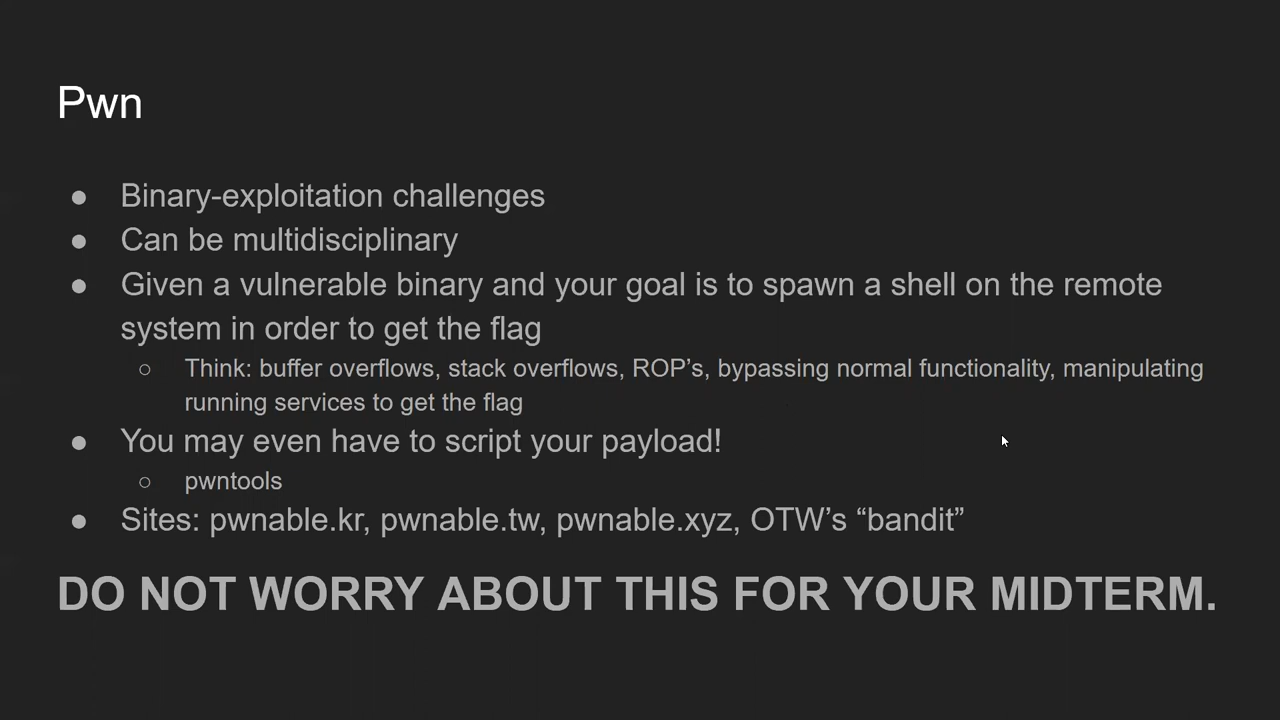 Pwn
● Binary-exploitation challenges
● Can be multidisciplinary
● Given a vulnerable binary and your goal is to spawn a shell on the remote
system in order to get the flag
○ Think: buffer overflows, stack overflows, ROP’s, bypassing normal functionality, manipulating
running services to get the flag
● You may even have to script your payload!
○ pwntools
● Sites: pwnable.kr, pwnable.tw, pwnable.xyz, OTW’s “bandit”
DO NOT WORRY ABOUT THIS FOR YOUR MIDTERM.